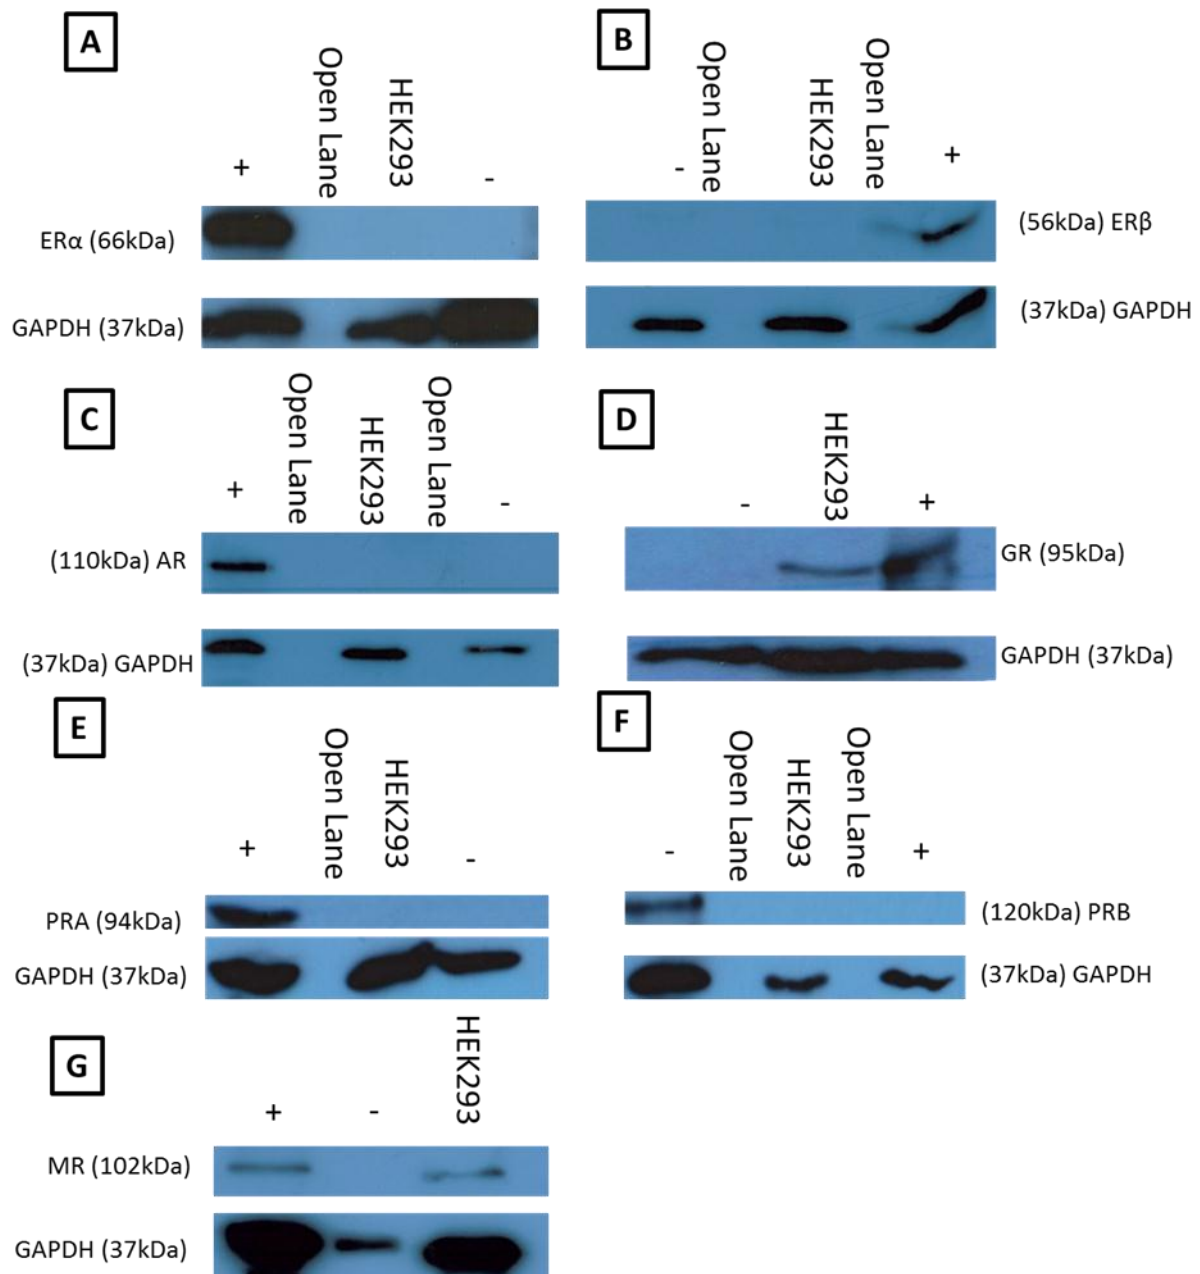 A
+
Open Lane
HEK293
-
ERα (66kDa)
GAPDH (37kDa)
B
-
Open Lane
HEK293
Open Lane
+
(56kDa) ERβ
(37kDa) GAPDH
C
+
Open Lane
HEK293
Open Lane
-
(110kDa) AR
(37kDa) GAPDH
D
-
HEK293
+
GR (95kDa)
GAPDH (37kDa)
E
+
Open Lane
HEK293
-
PRA (94kDa)
GAPDH (37kDa)
F
-
Open Lane
HEK293
Open Lane
+
(120kDa) PRB
(37kDa) GAPDH
G
+
-
HEK293
MR (102kDa)
GAPDH (37kDa)